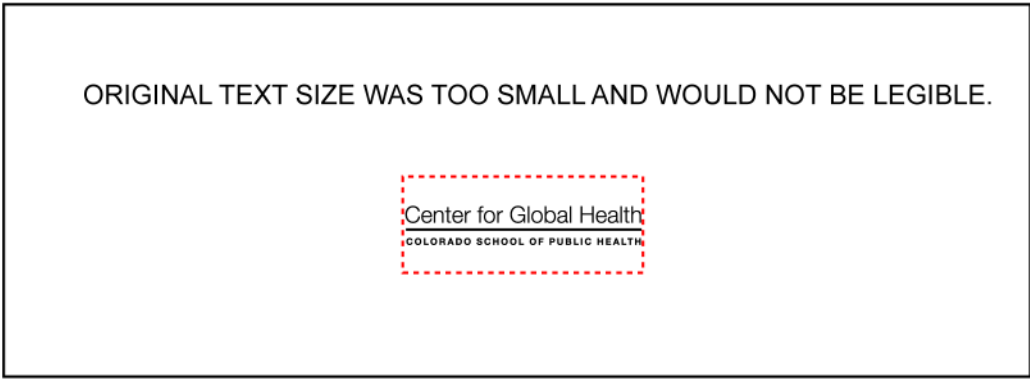 ORIGINAL TEXT SIZE WAS TOO SMALL AND WOULD NOT BE LEGIBLE.
Center for Global Health
COLORADO SCHOOL OF PUBLIC HEALTH